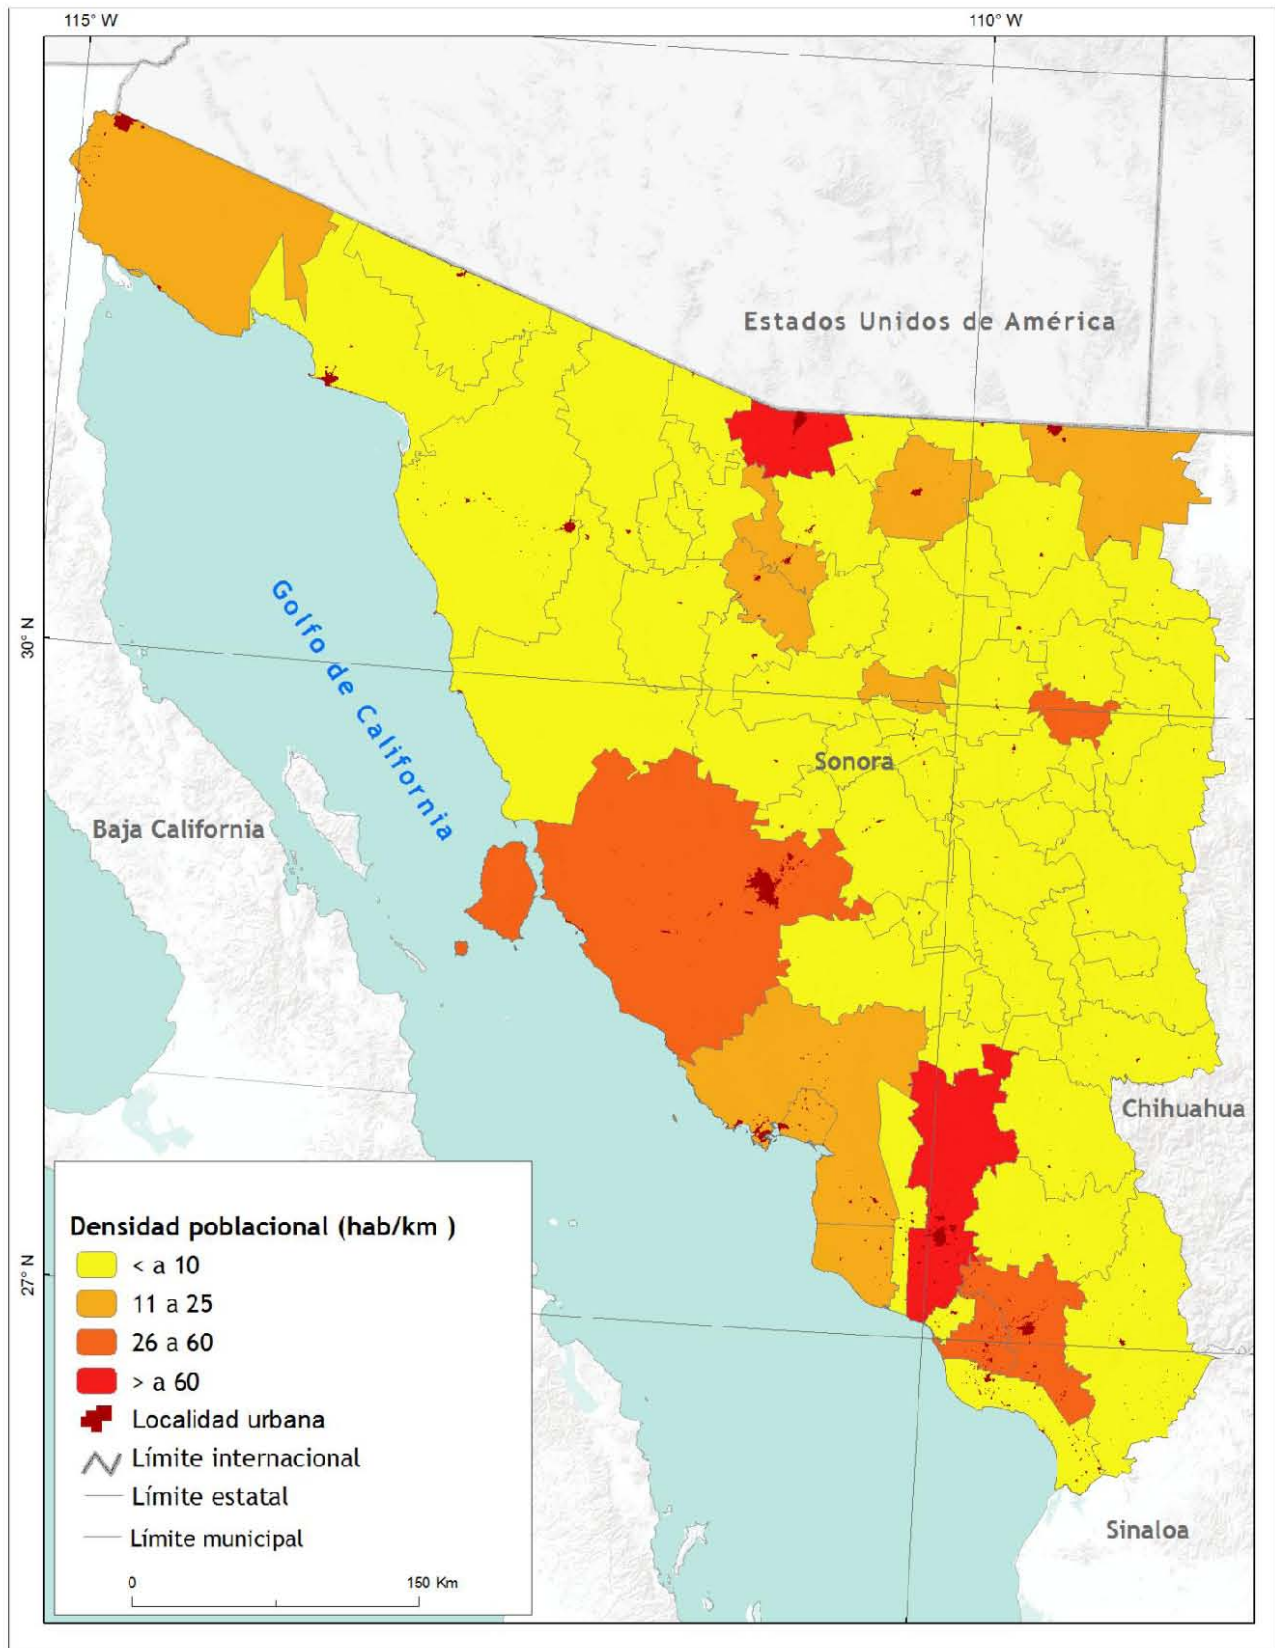 115° W
110° W
Estados Unidos de América
30° N
Golfo de California
Sonora
Baja California
Chihuahua
Densidad poblacional (hab/km )
< a 10
27° N
11 a 25
26 a 60
> a 60
Localidad urbana
Límite internacional
Límite estatal
Sinaloa
Límite municipal
0
150 Km